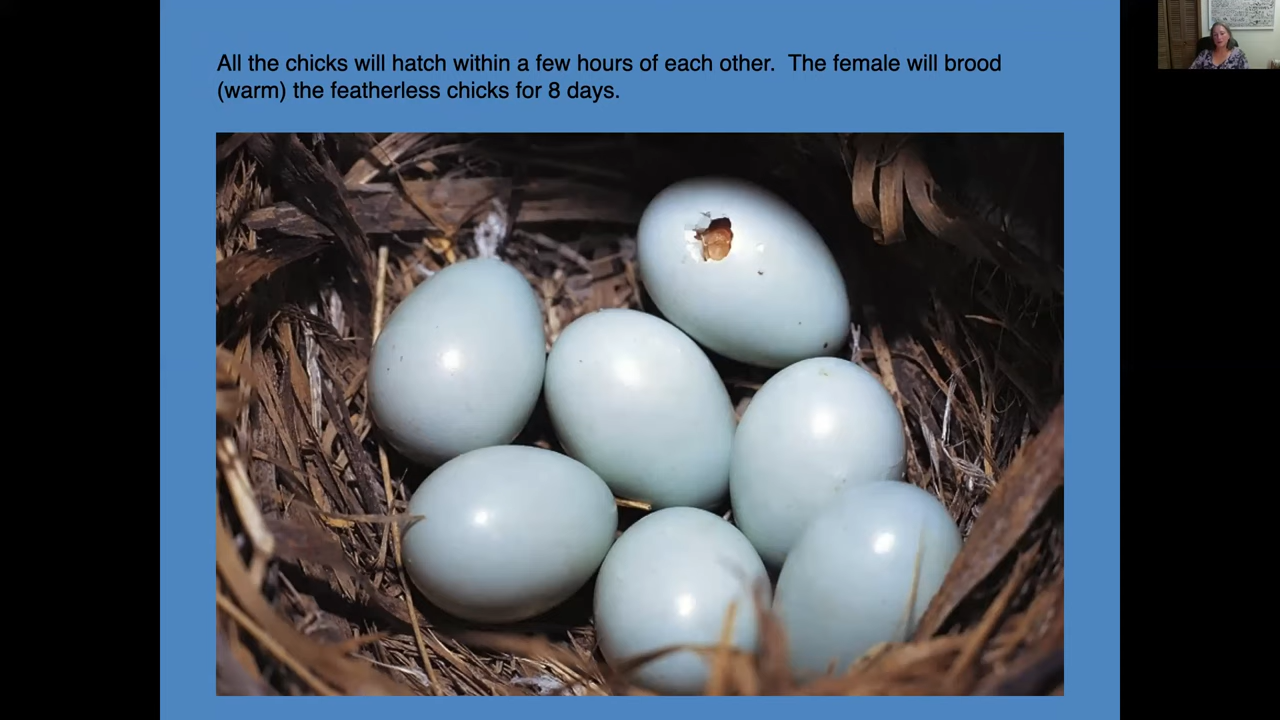 All the chicks will hatch within a few hours of each other.  The female will brood
(warm) the featherless chicks for 8 days.